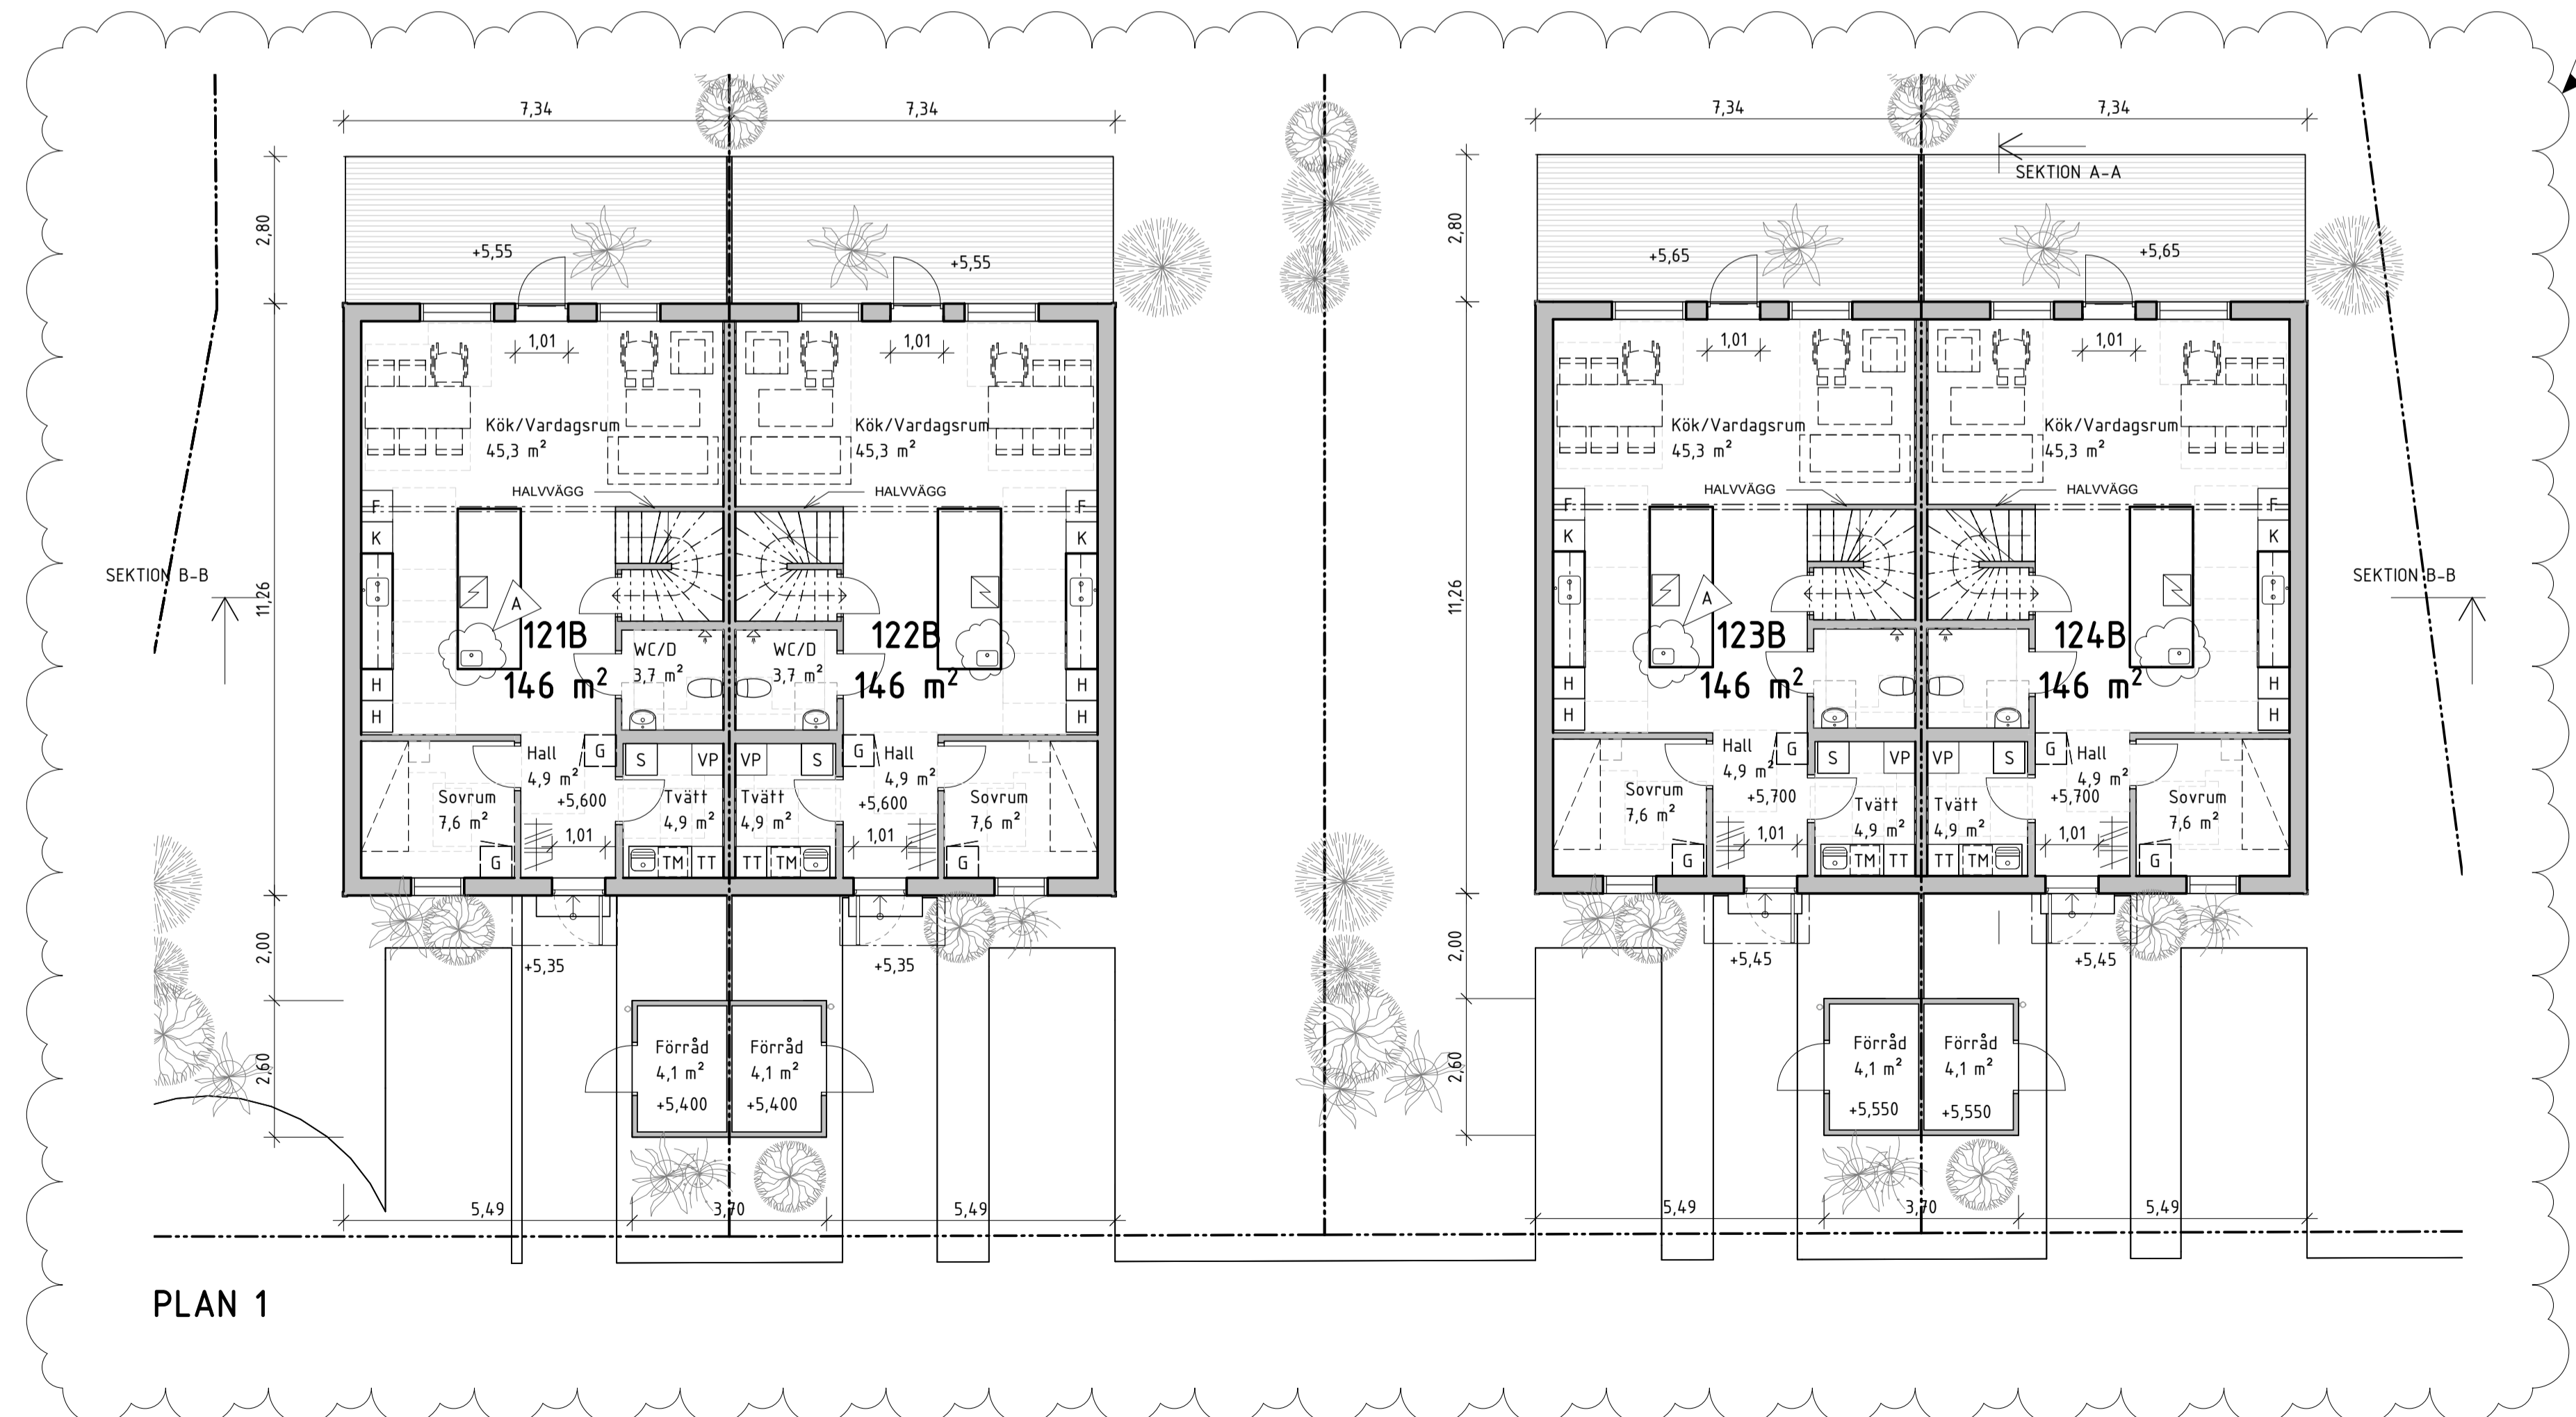 7,34 7,34 7,34 7,34
SEKTION A-A
2,80 +5,55 +5,55 2,80 +5,65 +5,65
1,01 1,01 1,01 1,01
Kök/Vardagsrum Kök/Vardagsrum Kök/Vardagsrum Kök/Vardagsrum
45,3 m² 45,3 m² 45,3 m² 45,3 m²
HALVVÄGG HALVVÄGG HALVVÄGG HALVVÄGG
F F F F
K K K K
SEKTION B-B SEKTION B-B
11,26 11,26
A A
121B 122B 123B 124B
WC/D WC/D
3,7 m² 3,7 m²
146 m² 146 m² 146 m² 146 m²
H H H H
H H H H
Hall G S VP VP S G Hall Hall G S VP VP S G Hall
4,9 m² 4,9 m² 4,9 m² 4,9 m²
Sovrum +5,600 Tvätt Tvätt +5,600 Sovrum Sovrum +5,700 Tvätt Tvätt +5,700 Sovrum
7,6 m² 4,9 m² 4,9 m² 7,6 m² 7,6 m² 4,9 m² 4,9 m² 7,6 m²
1,01 1,01 1,01 1,01
G TM TT TT TM G G TM TT TT TM G
2,00 2,00
+5,35 +5,35 +5,45 +5,45
Förråd Förråd Förråd Förråd
2,60 4,1 m² 4,1 m² 2,60 4,1 m² 4,1 m²
+5,400 +5,400 +5,550 +5,550
5,49 3,70 5,49 5,49 3,70 5,49
PLAN 1